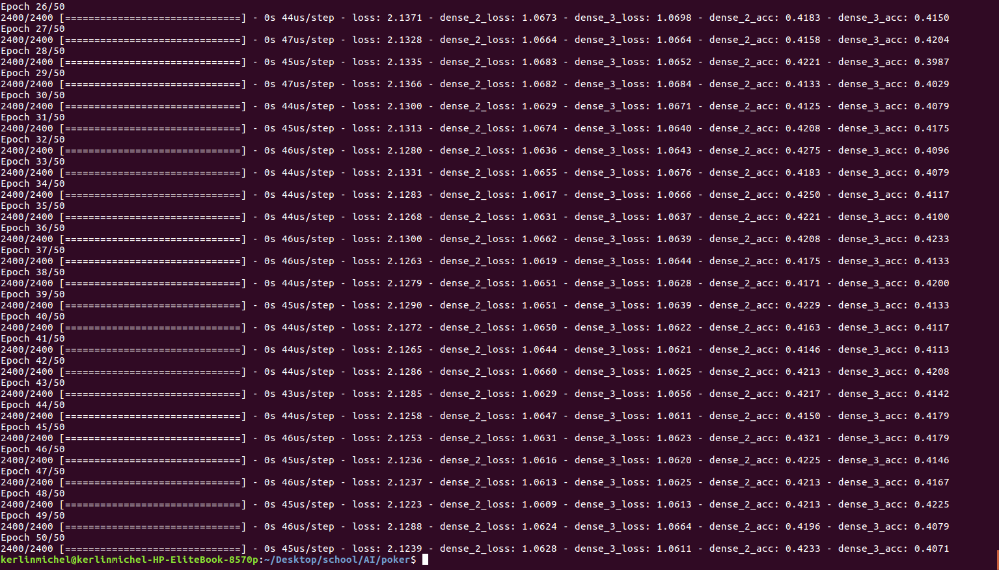 Epoch 26/50
2400/2400 [==============================] - 0s 44us/step - loss: 2.1371 - dense_2_loss: 1.0673 - dense_3_loss: 1.0698 - dense_2_acc: 0.4183 - dense_3_acc: 0.4150
Epoch 27/50
2400/2400 [==============================] - 0s 47us/step - loss: 2.1328 - dense_2_loss: 1.0664 - dense_3_loss: 1.0664 - dense_2_acc: 0.4158 - dense_3_acc: 0.4204
Epoch 28/50
2400/2400 [==============================] - 0s 45us/step - loss: 2.1335 - dense_2_loss: 1.0683 - dense_3_loss: 1.0652 - dense_2_acc: 0.4221 - dense_3_acc: 0.3987
Epoch 29/50
2400/2400 [==============================] - 0s 47us/step - loss: 2.1366 - dense_2_loss: 1.0682 - dense_3_loss: 1.0684 - dense_2_acc: 0.4133 - dense_3_acc: 0.4029
Epoch 30/50
2400/2400 [==============================] - 0s 44us/step - loss: 2.1300 - dense_2_loss: 1.0629 - dense_3_loss: 1.0671 - dense_2_acc: 0.4125 - dense_3_acc: 0.4079
Epoch 31/50
2400/2400 [==============================] - 0s 45us/step - loss: 2.1313 - dense_2_loss: 1.0674 - dense_3_loss: 1.0640 - dense_2_acc: 0.4208 - dense_3_acc: 0.4175
Epoch 32/50
2400/2400 [==============================] - 0s 46us/step - loss: 2.1280 - dense_2_loss: 1.0636 - dense_3_loss: 1.0643 - dense_2_acc: 0.4275 - dense_3_acc: 0.4096
Epoch 33/50
2400/2400 [==============================] - 0s 44us/step - loss: 2.1331 - dense_2_loss: 1.0655 - dense_3_loss: 1.0676 - dense_2_acc: 0.4183 - dense_3_acc: 0.4079
Epoch 34/50
2400/2400 [==============================] - 0s 44us/step - loss: 2.1283 - dense_2_loss: 1.0617 - dense_3_loss: 1.0666 - dense_2_acc: 0.4250 - dense_3_acc: 0.4117
Epoch 35/50
2400/2400 [==============================] - 0s 44us/step - loss: 2.1268 - dense_2_loss: 1.0631 - dense_3_loss: 1.0637 - dense_2_acc: 0.4221 - dense_3_acc: 0.4100
Epoch 36/50
2400/2400 [==============================] - 0s 46us/step - loss: 2.1300 - dense_2_loss: 1.0662 - dense_3_loss: 1.0639 - dense_2_acc: 0.4208 - dense_3_acc: 0.4233
Epoch 37/50
2400/2400 [==============================] - 0s 46us/step - loss: 2.1263 - dense_2_loss: 1.0619 - dense_3_loss: 1.0644 - dense_2_acc: 0.4175 - dense_3_acc: 0.4133
Epoch 38/50
2400/2400 [==============================] - 0s 44us/step - loss: 2.1279 - dense_2_loss: 1.0651 - dense_3_loss: 1.0628 - dense_2_acc: 0.4171 - dense_3_acc: 0.4200
Epoch 39/50
2400/2400 [==============================] - 0s 45us/step - loss: 2.1290 - dense_2_loss: 1.0651 - dense_3_loss: 1.0639 - dense_2_acc: 0.4229 - dense_3_acc: 0.4133
Epoch 40/50
2400/2400 [==============================] - 0s 44us/step - loss: 2.1272 - dense_2_loss: 1.0650 - dense_3_loss: 1.0622 - dense_2_acc: 0.4163 - dense_3_acc: 0.4117
Epoch 41/50
2400/2400 [==============================] - 0s 44us/step - loss: 2.1265 - dense_2_loss: 1.0644 - dense_3_loss: 1.0621 - dense_2_acc: 0.4146 - dense_3_acc: 0.4113
Epoch 42/50
2400/2400 [==============================] - 0s 44us/step - loss: 2.1286 - dense_2_loss: 1.0660 - dense_3_loss: 1.0625 - dense_2_acc: 0.4213 - dense_3_acc: 0.4208
Epoch 43/50
2400/2400 [==============================] - 0s 43us/step - loss: 2.1285 - dense_2_loss: 1.0629 - dense_3_loss: 1.0656 - dense_2_acc: 0.4217 - dense_3_acc: 0.4142
Epoch 44/50
2400/2400 [==============================] - 0s 44us/step - loss: 2.1258 - dense_2_loss: 1.0647 - dense_3_loss: 1.0611 - dense_2_acc: 0.4150 - dense_3_acc: 0.4179
Epoch 45/50
2400/2400 [==============================] - 0s 46us/step - loss: 2.1253 - dense_2_loss: 1.0631 - dense_3_loss: 1.0623 - dense_2_acc: 0.4321 - dense_3_acc: 0.4179
Epoch 46/50
2400/2400 [==============================] - 0s 45us/step - loss: 2.1236 - dense_2_loss: 1.0616 - dense_3_loss: 1.0620 - dense_2_acc: 0.4225 - dense_3_acc: 0.4146
Epoch 47/50
2400/2400 [==============================] - 0s 46us/step - loss: 2.1237 - dense_2_loss: 1.0613 - dense_3_loss: 1.0625 - dense_2_acc: 0.4213 - dense_3_acc: 0.4167
Epoch 48/50
2400/2400 [==============================] - 0s 45us/step - loss: 2.1223 - dense_2_loss: 1.0609 - dense_3_loss: 1.0613 - dense_2_acc: 0.4213 - dense_3_acc: 0.4225
Epoch 49/50
2400/2400 [==============================] - 0s 46us/step - loss: 2.1288 - dense_2_loss: 1.0624 - dense_3_loss: 1.0664 - dense_2_acc: 0.4196 - dense_3_acc: 0.4079
Epoch 50/50
2400/2400 [==============================] - 0s 45us/step - loss: 2.1239 - dense_2_loss: 1.0628 - dense_3_loss: 1.0611 - dense_2_acc: 0.4233 - dense_3_acc: 0.4071
kerlinmichel@kerlinmichel-HP-EliteBook-8570p:~/Desktop/school/AI/poker$